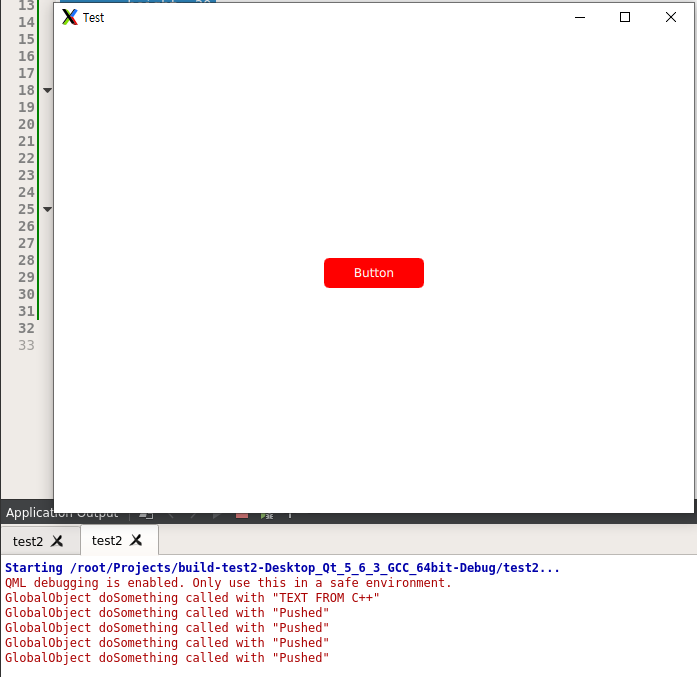 Test
13
14
15
16
17
18
19
20
21
22
23
24
25
26
27
28
29
30
31
32
33
Button
Application Output
test2 test2
Starting /root/Projects/build-test2-Desktop_Qt_5_6_3_GCC_64bit-Debug/test2...
QML debugging is enabled. Only use this in a safe environment.
GlobalObject doSomething called with "TEXT FROM C++"
GlobalObject doSomething called with "Pushed"
GlobalObject doSomething called with "Pushed"
GlobalObject doSomething called with "Pushed"
GlobalObject doSomething called with "Pushed"